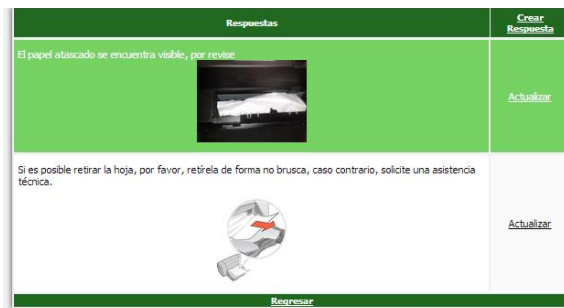 Respuestas
Crear
Respuesta
El papel atascado se encuentra visible, por revise
Actualizar
Si es posible retirar la hoja, por favor, retírela de forma no brusca, caso contrario, solicite una asistencia
técnica.
Actualizar
Regresar